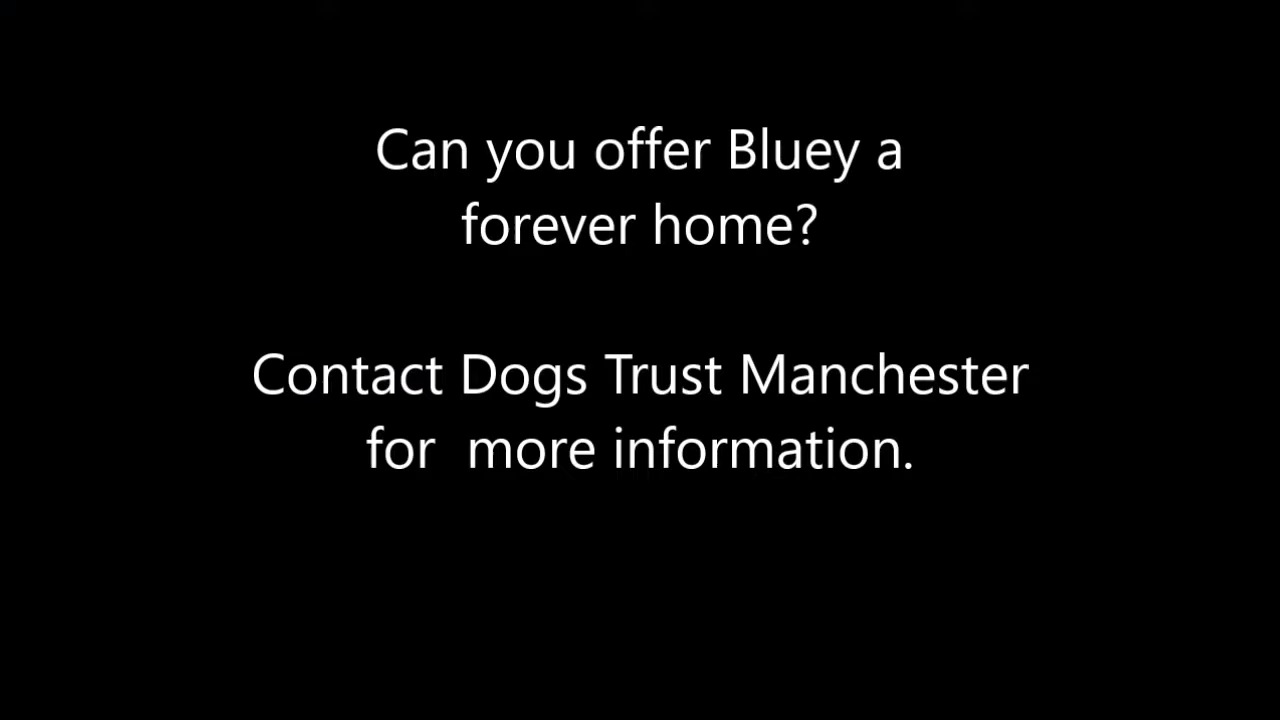 Can you offer Bluey a
forever home?
Contact Dogs Trust Manchester
for  more information.